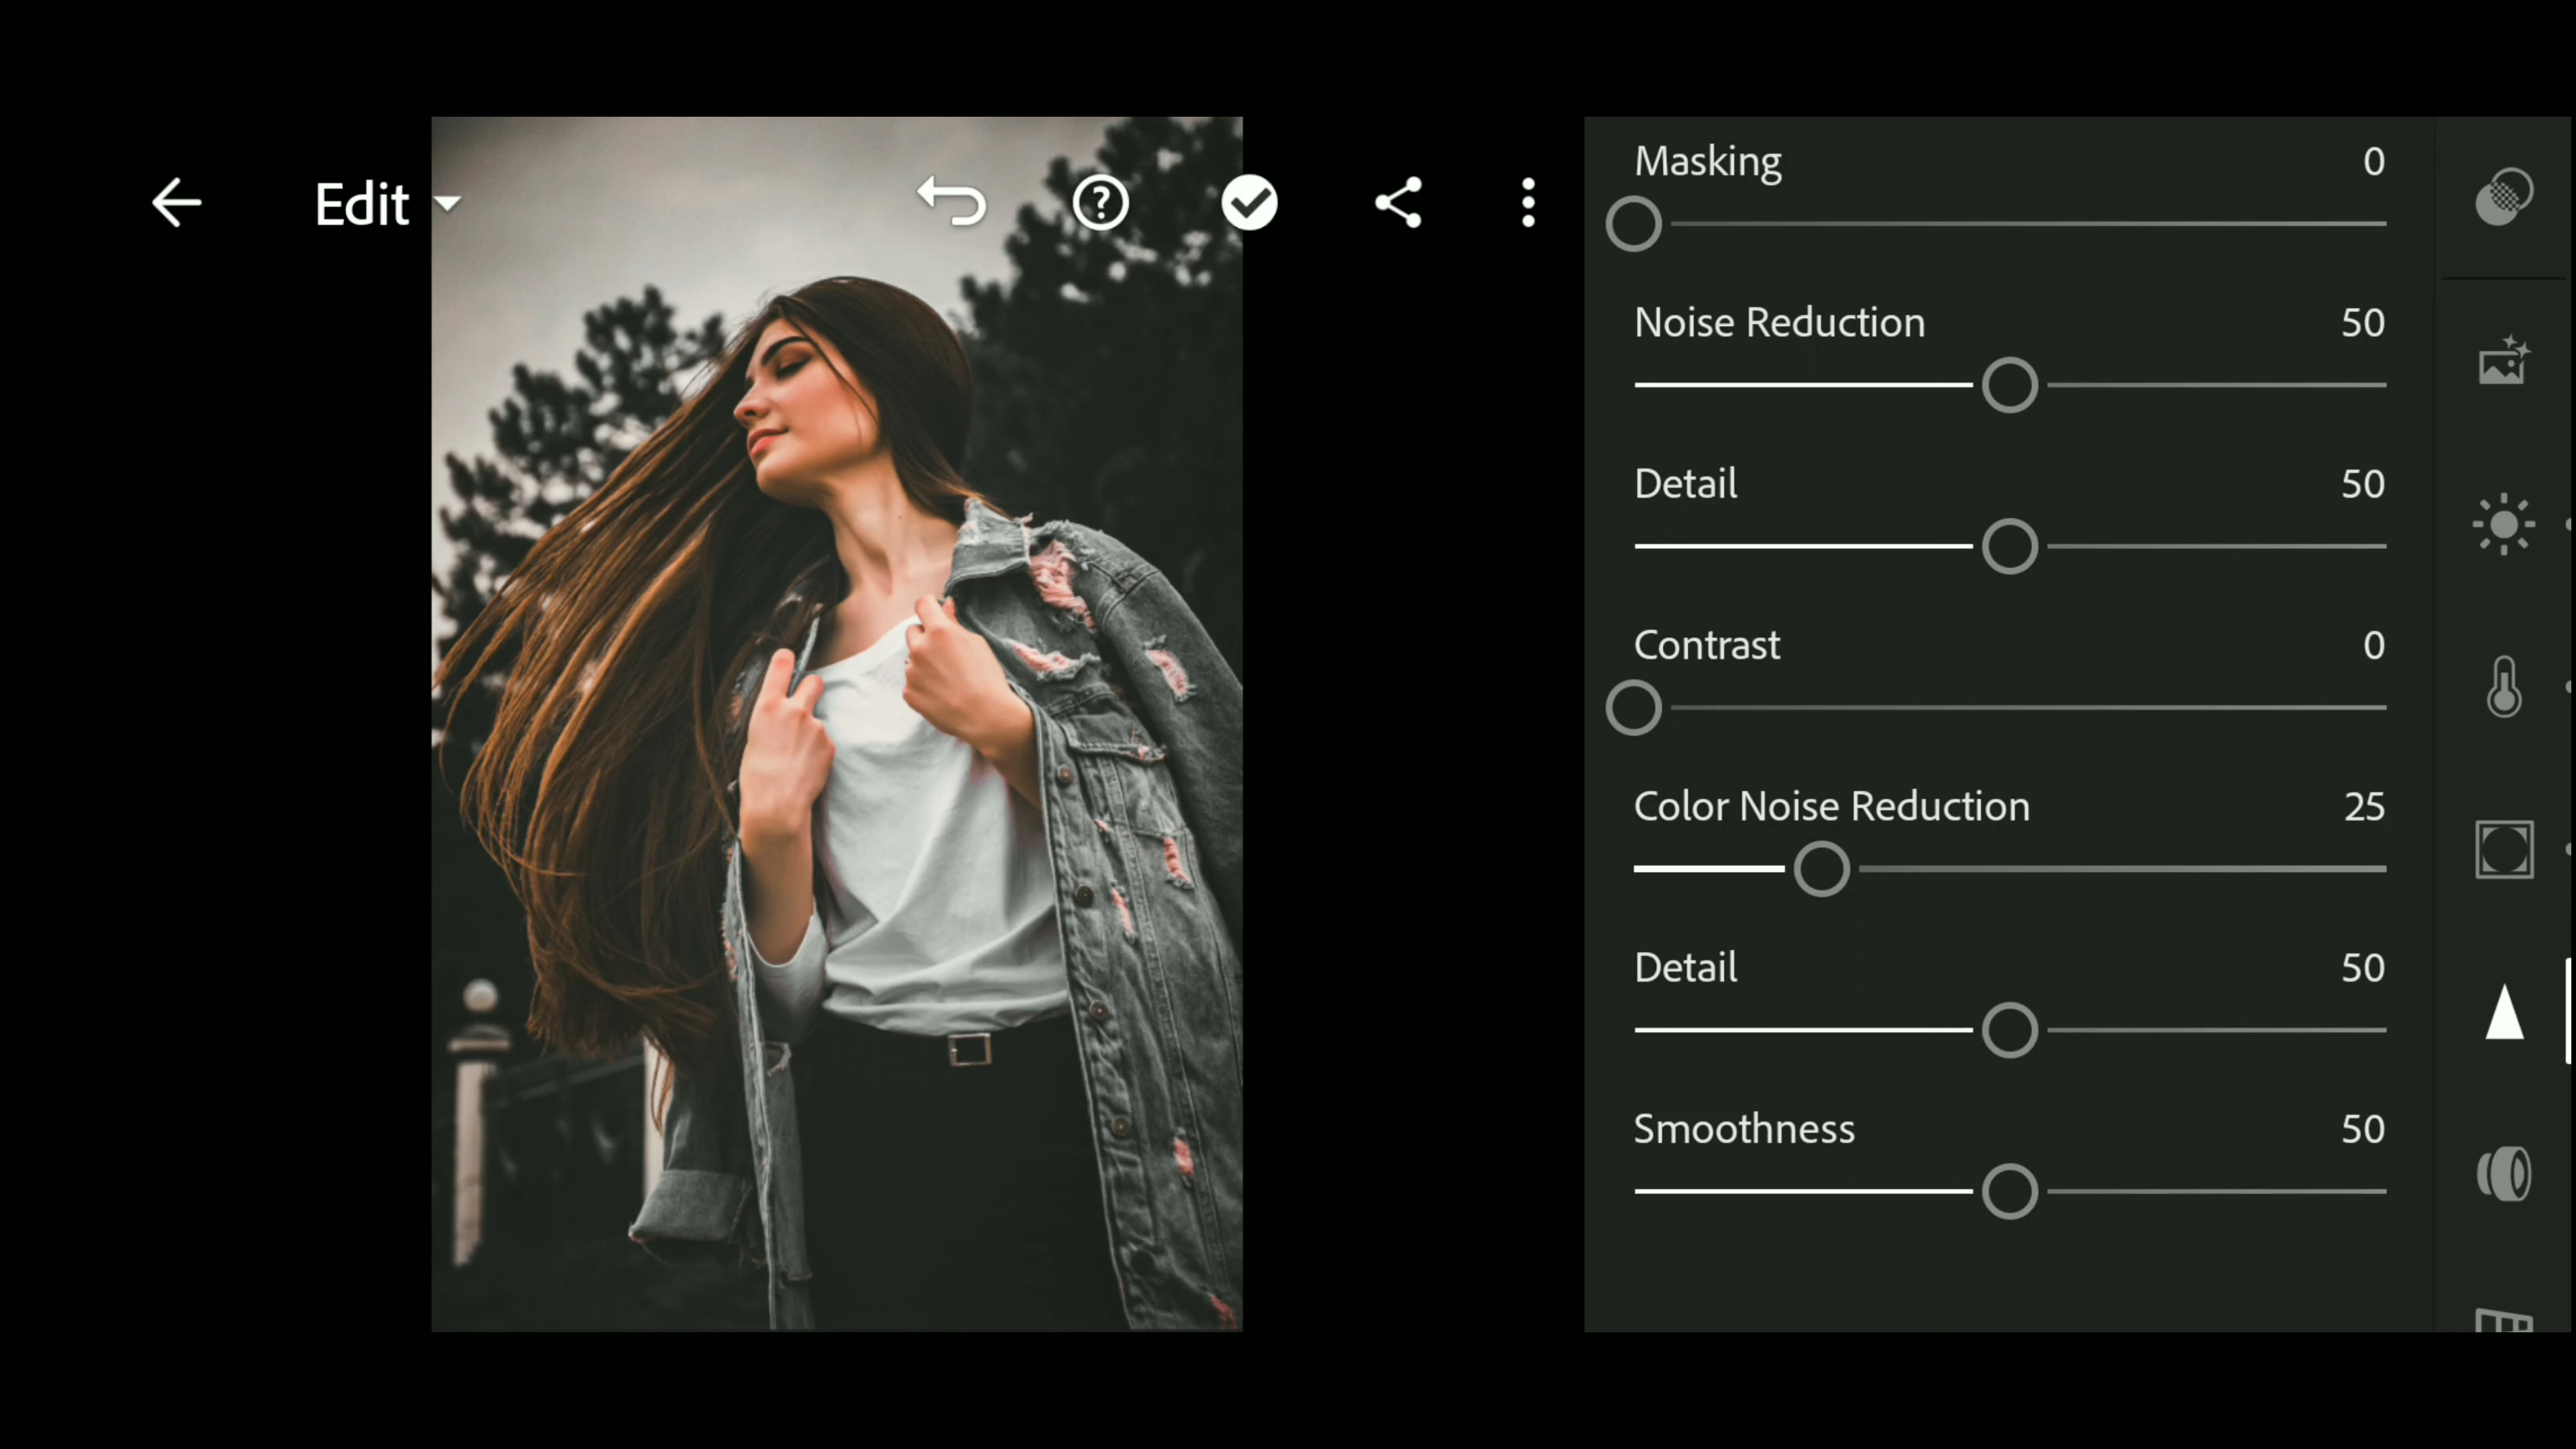 Edit
Masking 0
Noise Reduction 50
Detail 50
Contrast 0
Color Noise Reduction 25
Detail 50
Smoothness 50